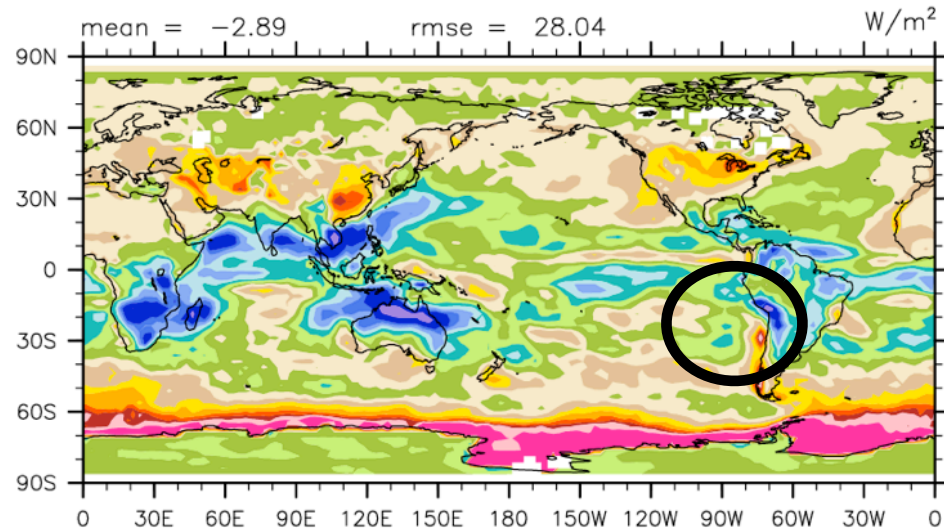 mean = −2.89 rmse = 28.04 W/m²
90N
60N
30N
0
30S
60S
90S
0 30E 60E 90E 120E 150E 180 150W 120W 90W 60W 30W 0